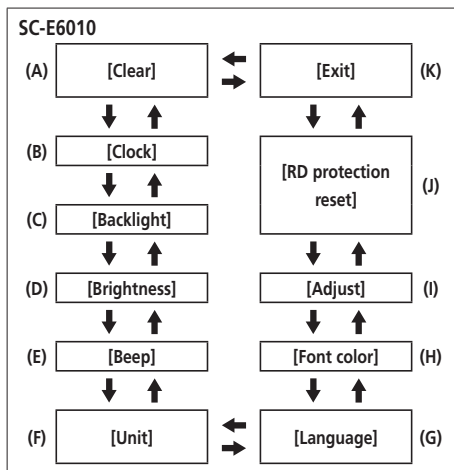 SC-E6010
(A) [Clear] [Exit] (K)
(B) [Clock]
[RD protection
reset] (J)
(C) [Backlight]
(D) [Brightness] [Adjust] (I)
(E) [Beep] [Font color] (H)
(F) [Unit] [Language] (G)